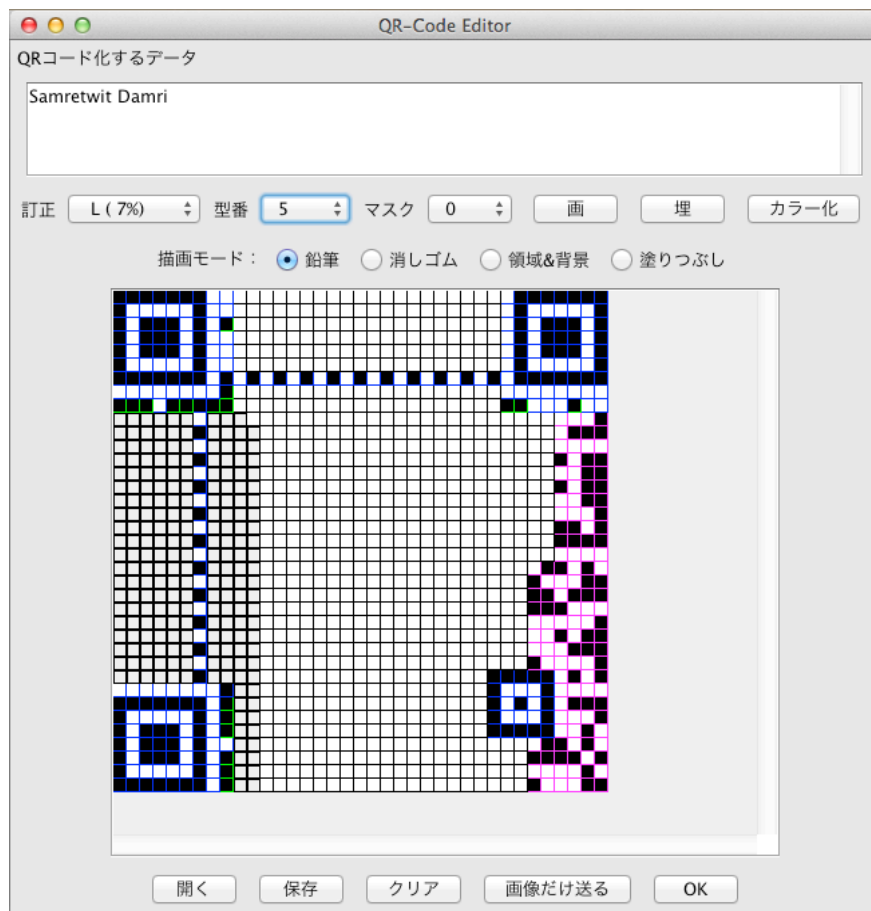 QR-Code Editor
QRコード化するデータ
Samretwit Damri
訂正 L ( 7%) 型番 5 マスク 0 画 埋 カラー化
描画モード： 鉛筆 消しゴム 領域&背景 塗りつぶし
開く 保存 クリア 画像だけ送る OK